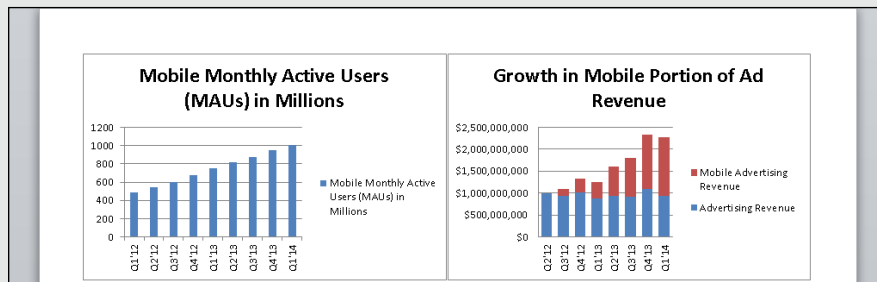 Mobile Monthly Active Users
(MAUs) in Millions
1200
1000
800
600
400
200
0
Q1'12
Q2'12
Q3'12
Q4'12
Q1'13
Q2'13
Q3'13
Q4'13
Q1'14
Mobile Monthly Active
Users (MAUs) in
Millions
Growth in Mobile Portion of Ad
Revenue
$2,500,000,000
$2,000,000,000
$1,500,000,000
$1,000,000,000
$500,000,000
$0
Q2'12
Q3'12
Q4'12
Q1'13
Q2'13
Q3'13
Q4'13
Q1'14
Mobile Advertising
Revenue
Advertising Revenue